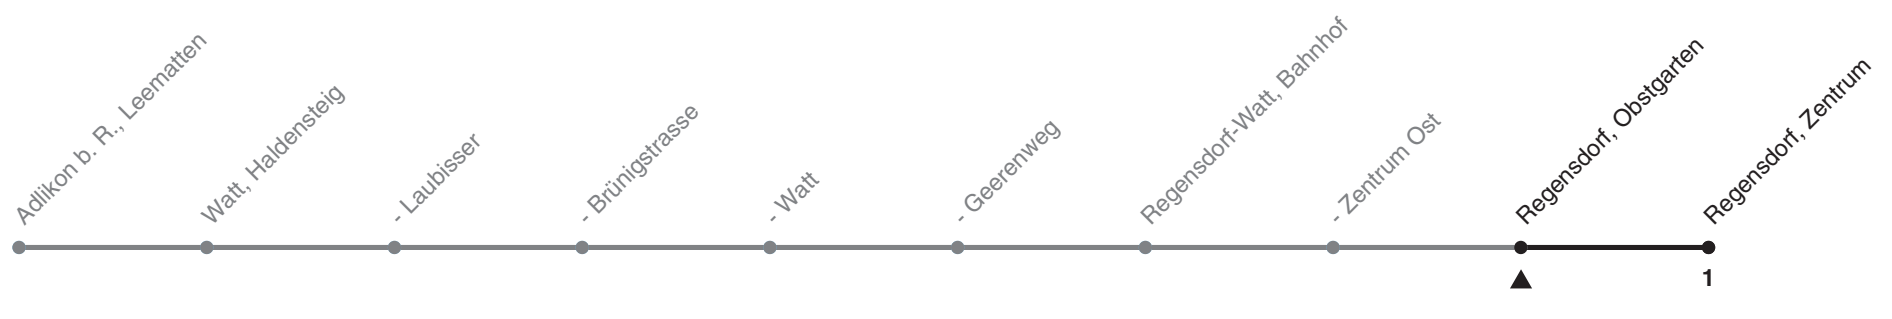 Adlikon b. R., Leematten
Watt, Haldensteig
- Laubisser
- Brünigstrasse
- Watt
- Geerenweg
Regensdorf-Watt, Bahnhof
- Zentrum Ost
Regensdorf, Obstgarten
Regensdorf, Zentrum
1